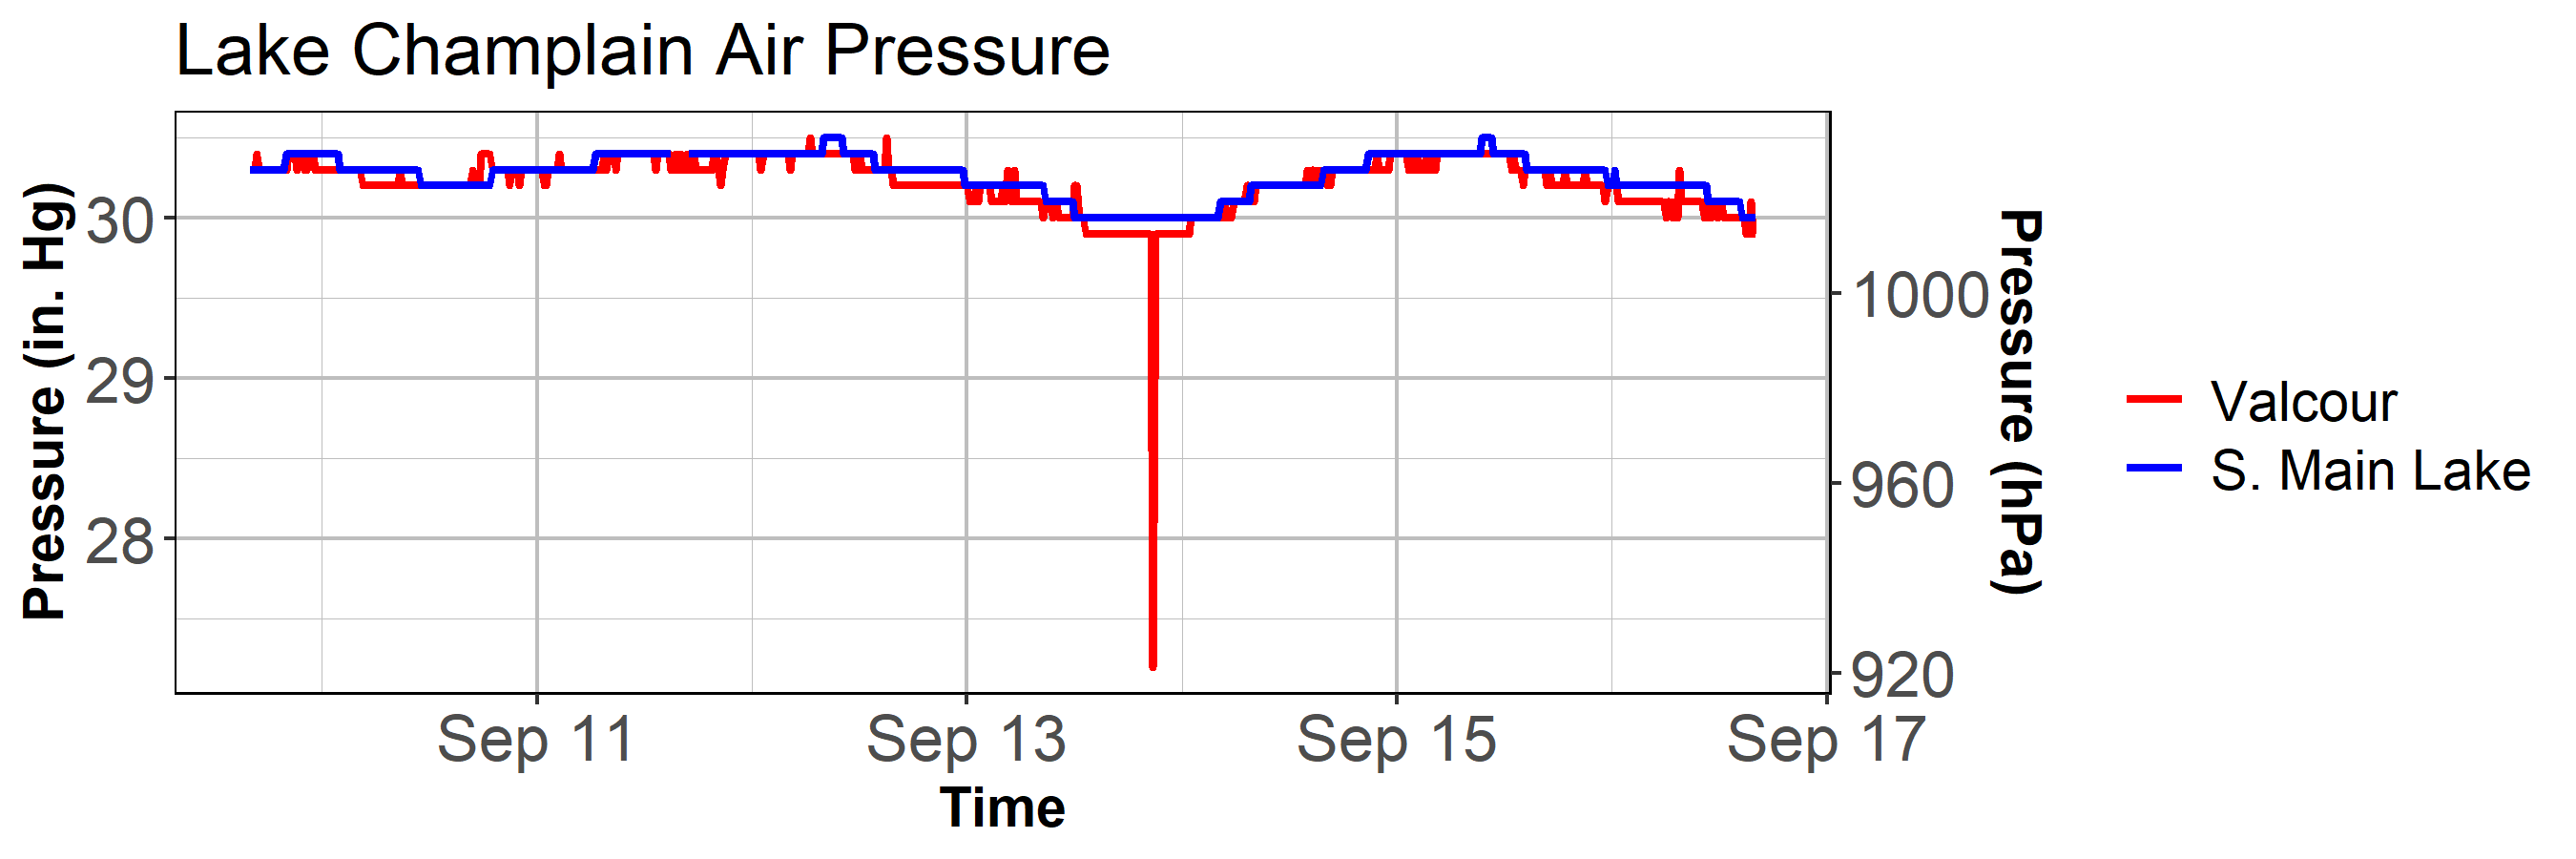 Lake Champlain Air Pressure
Pressure (in. Hg)
30
29
28
1000
960
920
Pressure (hPa)
Sep 11
Sep 13
Sep 15
Sep 17
Time
Valcour
S. Main Lake